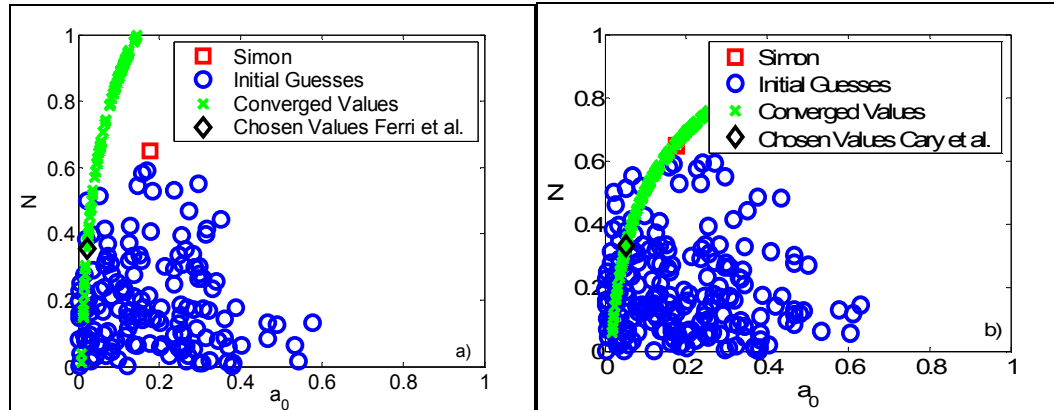 1
0.8
0.6
0.4
0.2
0
N
Simon
Initial Guesses
Converged Values
Chosen Values Ferri et al.
a)
0 0.2 0.4 0.6 0.8 1
a0
1
0.8
0.6
0.4
0.2
0
N
Simon
Initial Guesses
Converged Values
Chosen Values Cary et al.
b)
0 0.2 0.4 0.6 0.8 1
a0